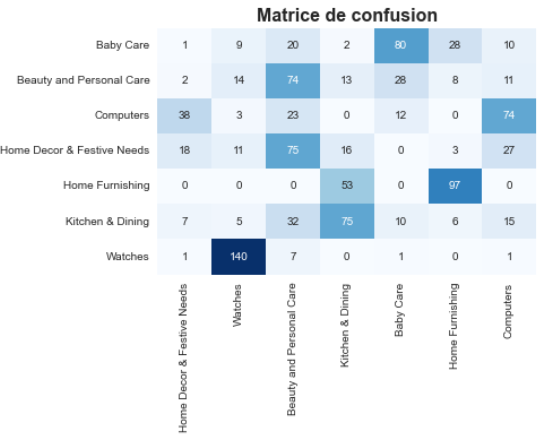 Matrice de confusion
Baby Care 1 9 20 2 80 28 10
Beauty and Personal Care 2 14 74 13 28 8 11
Computers 38 3 23 0 12 0 74
Home Decor & Festive Needs 18 11 75 16 0 3 27
Home Furnishing 0 0 0 53 0 97 0
Kitchen & Dining 7 5 32 75 10 6 15
Watches 1 140 7 0 1 0 1
Home Decor & Festive Needs
Watches
Beauty and Personal Care
Kitchen & Dining
Baby Care
Home Furnishing
Computers